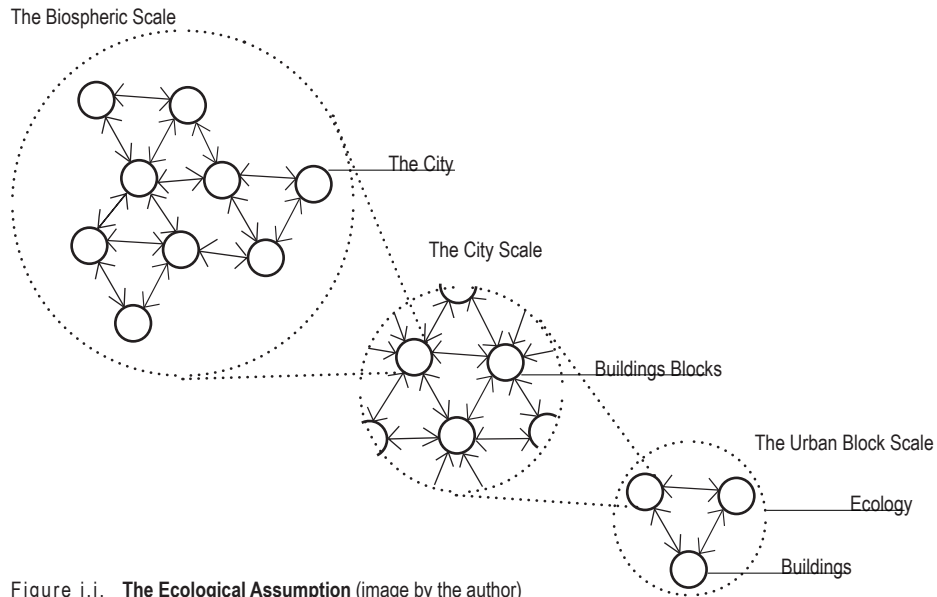 The Biospheric Scale
The City
The City Scale
Buildings Blocks
The Urban Block Scale
Ecology
Buildings
Figure i.i. The Ecological Assumption (image by the author)